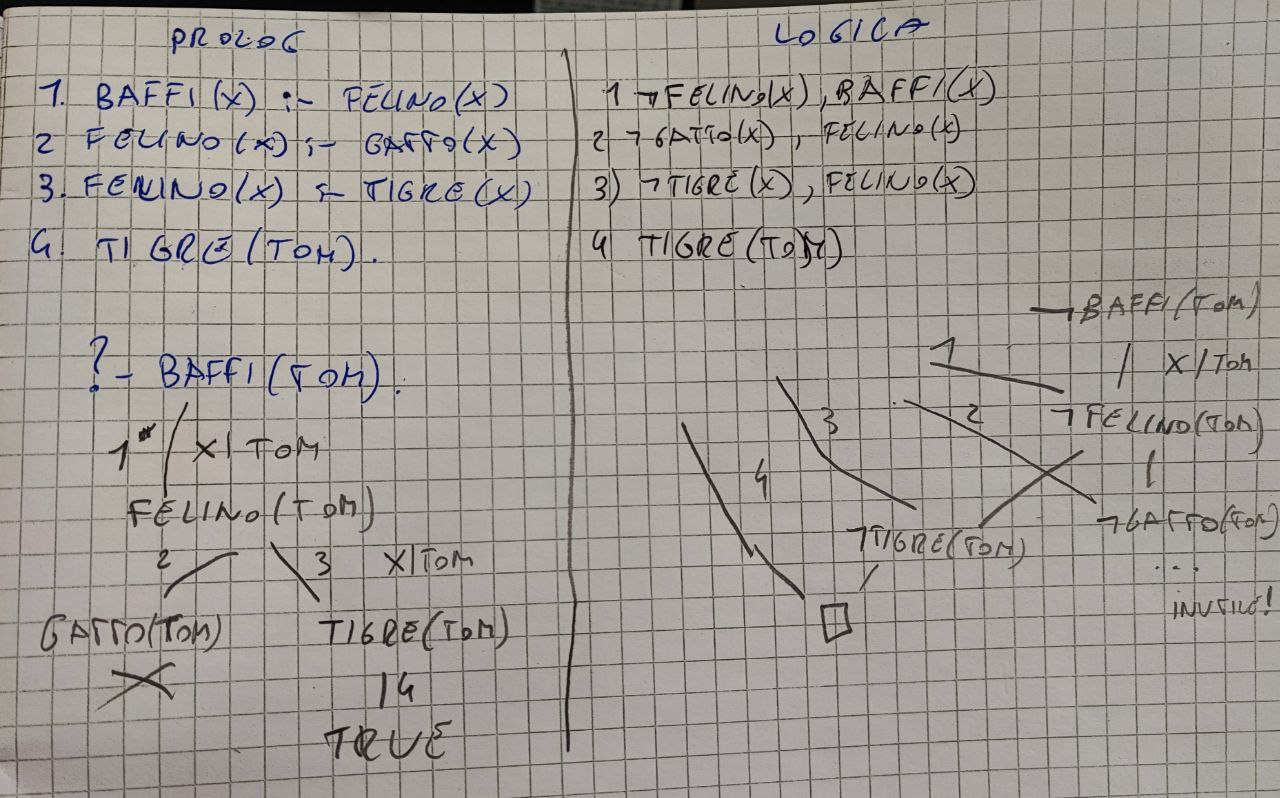 PROLOG
1. BAFFI(X) :- FELINO(X)
2 FELINO(X) :- GATTO(X)
3. FELINO(X) :- TIGRE(X)
4. TIGRE(TOM).
?- BAFFI(TOM).
1 X|TOM
FELINO(TOM)
2 3 X|TOM
GATTO(TOM) TIGRE(TOM)
4
TRUE
LOGICA
1 ¬FELINO(X), BAFFI(X)
2 ¬GATTO(X), FELINO(X)
3) ¬TIGRE(X), FELINO(X)
4 TIGRE(TOM)
¬BAFFI(TOM)
1 X/TOM
¬FELINO(TOM)
3 2
4
¬GATTO(TOM)
¬TIGRE(TOM)
...
INUTILE!